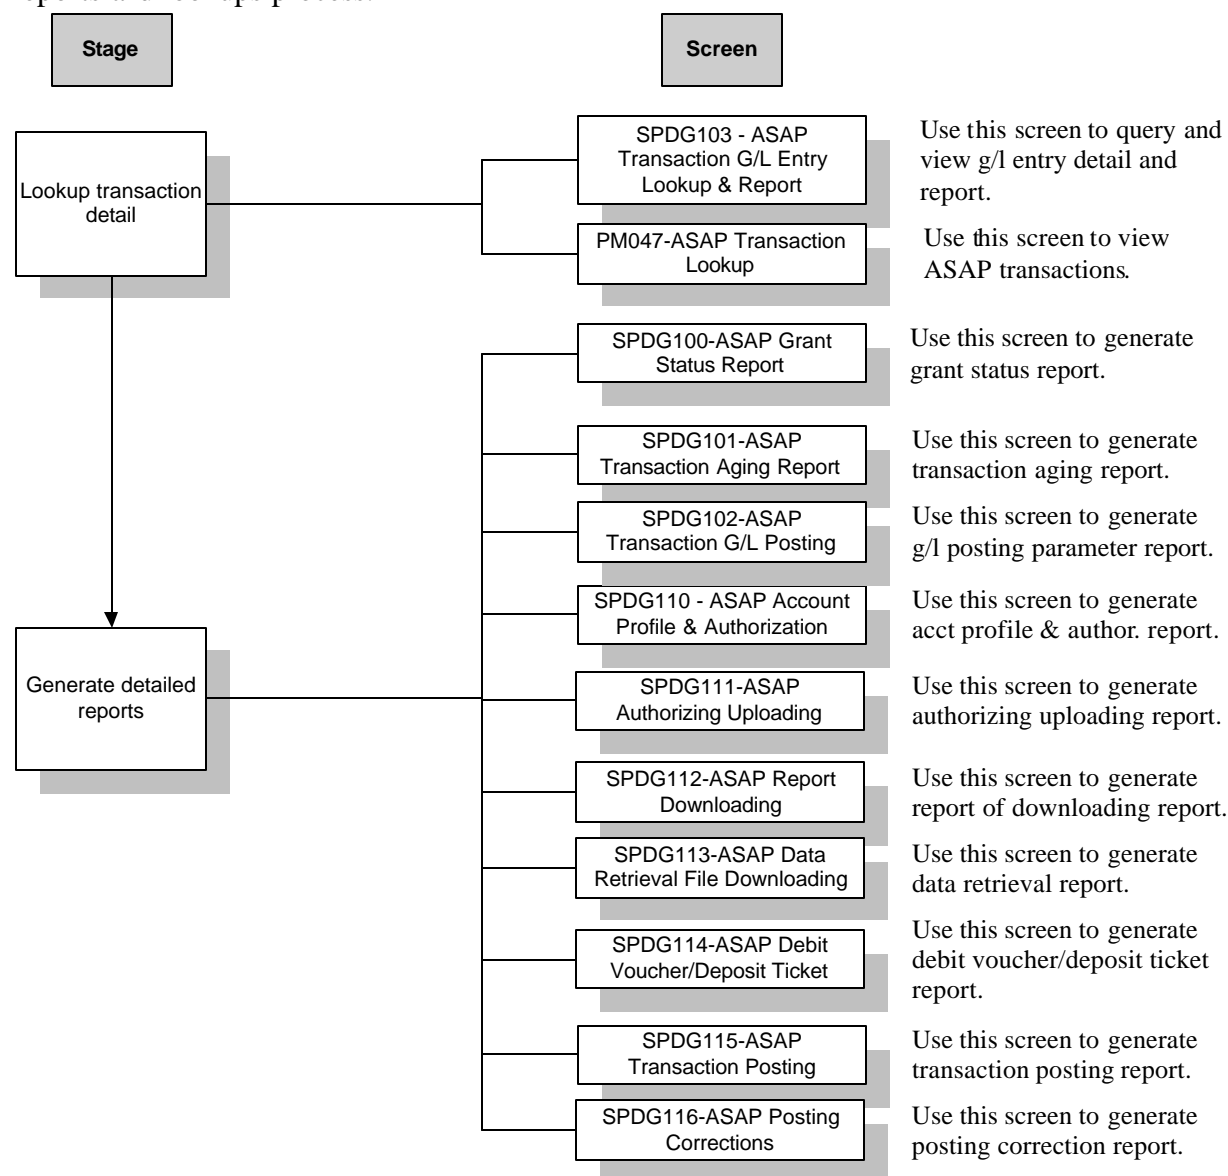 Stage
Screen
Lookup transaction
detail
SPDG103 - ASAP
Transaction G/L Entry
Lookup & Report
Use this screen to query and
view g/l entry detail and
report.
PM047-ASAP Transaction
Lookup
Use this screen to view
ASAP transactions.
SPDG100-ASAP Grant
Status Report
Use this screen to generate
grant status report.
SPDG101-ASAP
Transaction Aging Report
Use this screen to generate
transaction aging report.
SPDG102-ASAP
Transaction G/L Posting
Use this screen to generate
g/l posting parameter report.
SPDG110 - ASAP Account
Profile & Authorization
Use this screen to generate
acct profile & author. report.
Generate detailed
reports
SPDG111-ASAP
Authorizing Uploading
Use this screen to generate
authorizing uploading report.
SPDG112-ASAP Report
Downloading
Use this screen to generate
report of downloading report.
SPDG113-ASAP Data
Retrieval File Downloading
Use this screen to generate
data retrieval report.
SPDG114-ASAP Debit
Voucher/Deposit Ticket
Use this screen to generate
debit voucher/deposit ticket
report.
SPDG115-ASAP
Transaction Posting
Use this screen to generate
transaction posting report.
SPDG116-ASAP Posting
Corrections
Use this screen to generate
posting correction report.